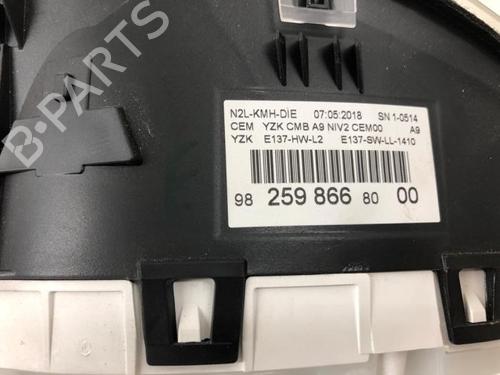 N2L-KMH-DIE 07:05:2018 SN 1-0514
CEM YZK CMB A9 NIV2 CEM00 A9
YZK E137-HW-L2 E137-SW-LL-1410
98 259 866 80 00
B-PARTS